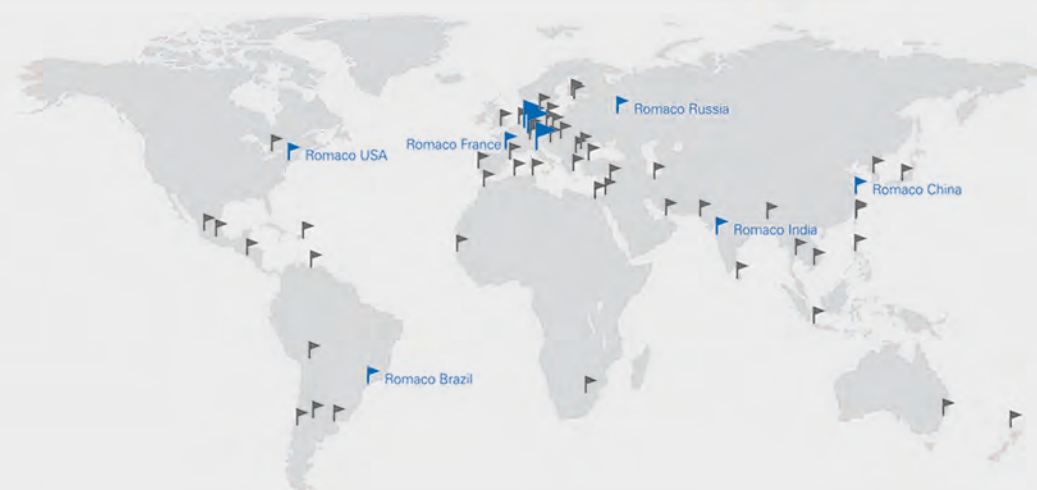 Romaco Russia
Romaco France
Romaco USA
Romaco China
Romaco India
Romaco Brazil